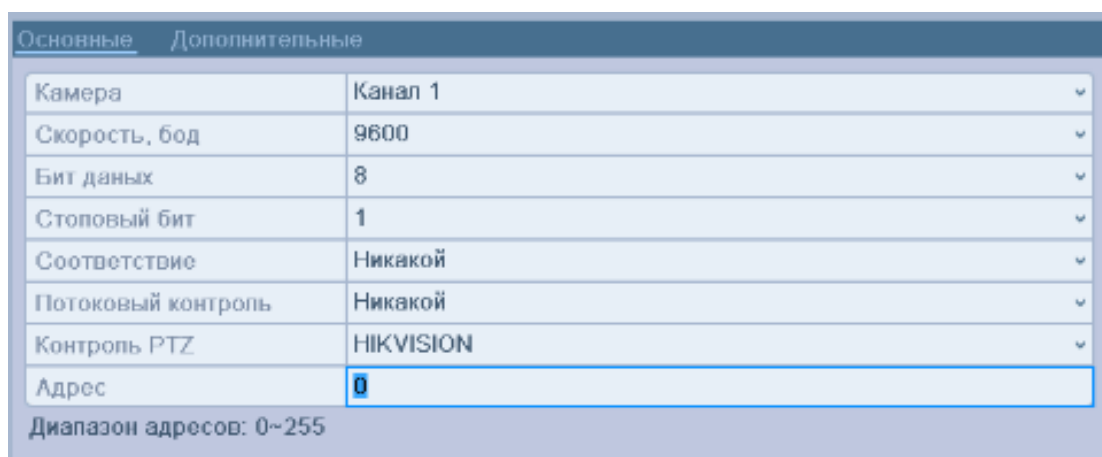 Основные Дополнительные
Камера Канал 1
Скорость, бод 9600
Бит даных 8
Стоповый бит 1
Соответствие Никакой
Потоковый контроль Никакой
Контроль PTZ HIKVISION
Адрес 0
Диапазон адресов: 0~255